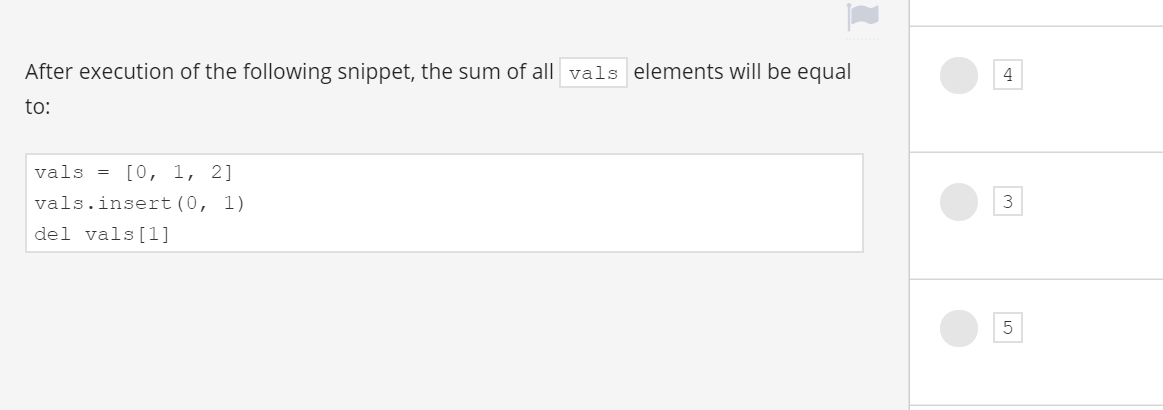 After execution of the following snippet, the sum of all vals elements will be equal
to:
vals = [0, 1, 2]
vals.insert(0, 1)
del vals[1]
4
3
5